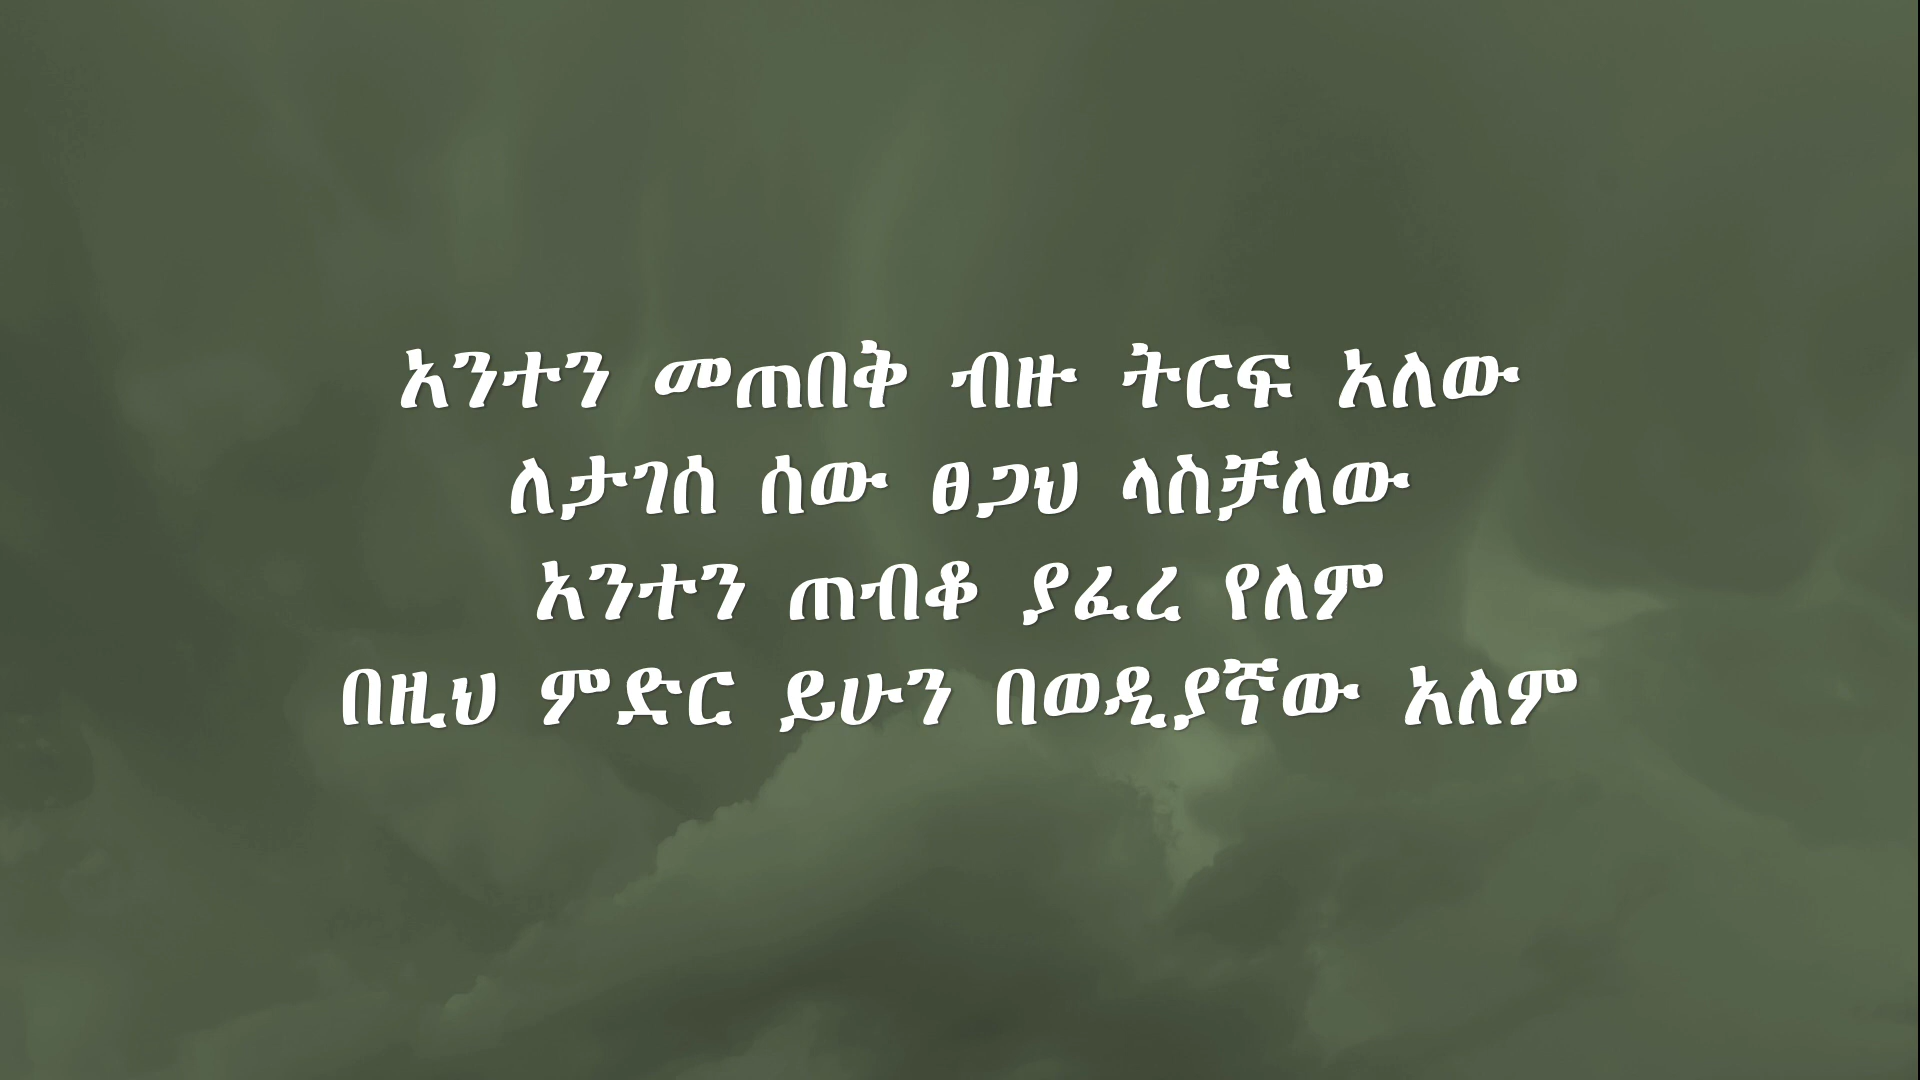 አንተን መጠበቅ ብዙ ትርፍ አለው
ለታገሰ ሰው ፀጋህ ላስቻለው
አንተን ጠብቆ ያፈረ የለም
በዚህ ምድር ይሁን በወዲያኛው አለም